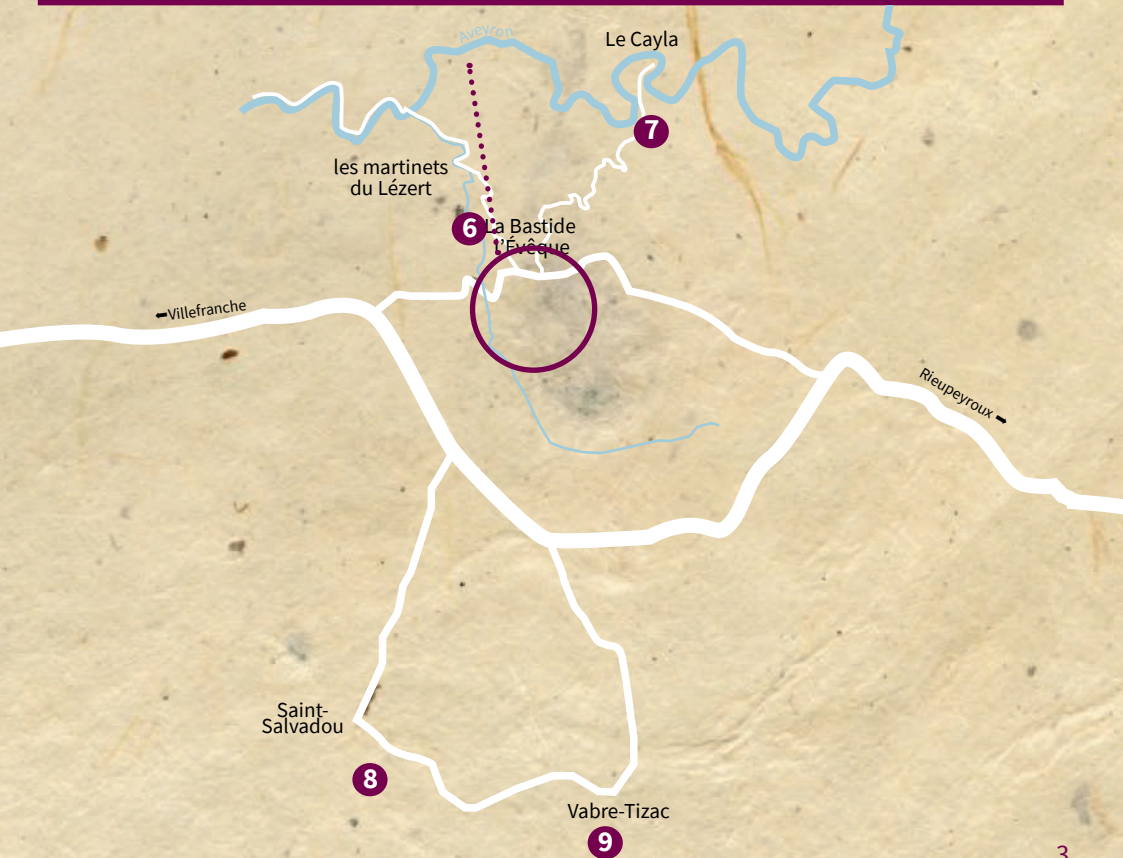 Aveyron
Le Cayla
7
les martinets
du Lézert
6
La Bastide
l’Évêque
Villefranche
Rieupeyroux
Saint-
Salvadou
8
Vabre-Tizac
9
3